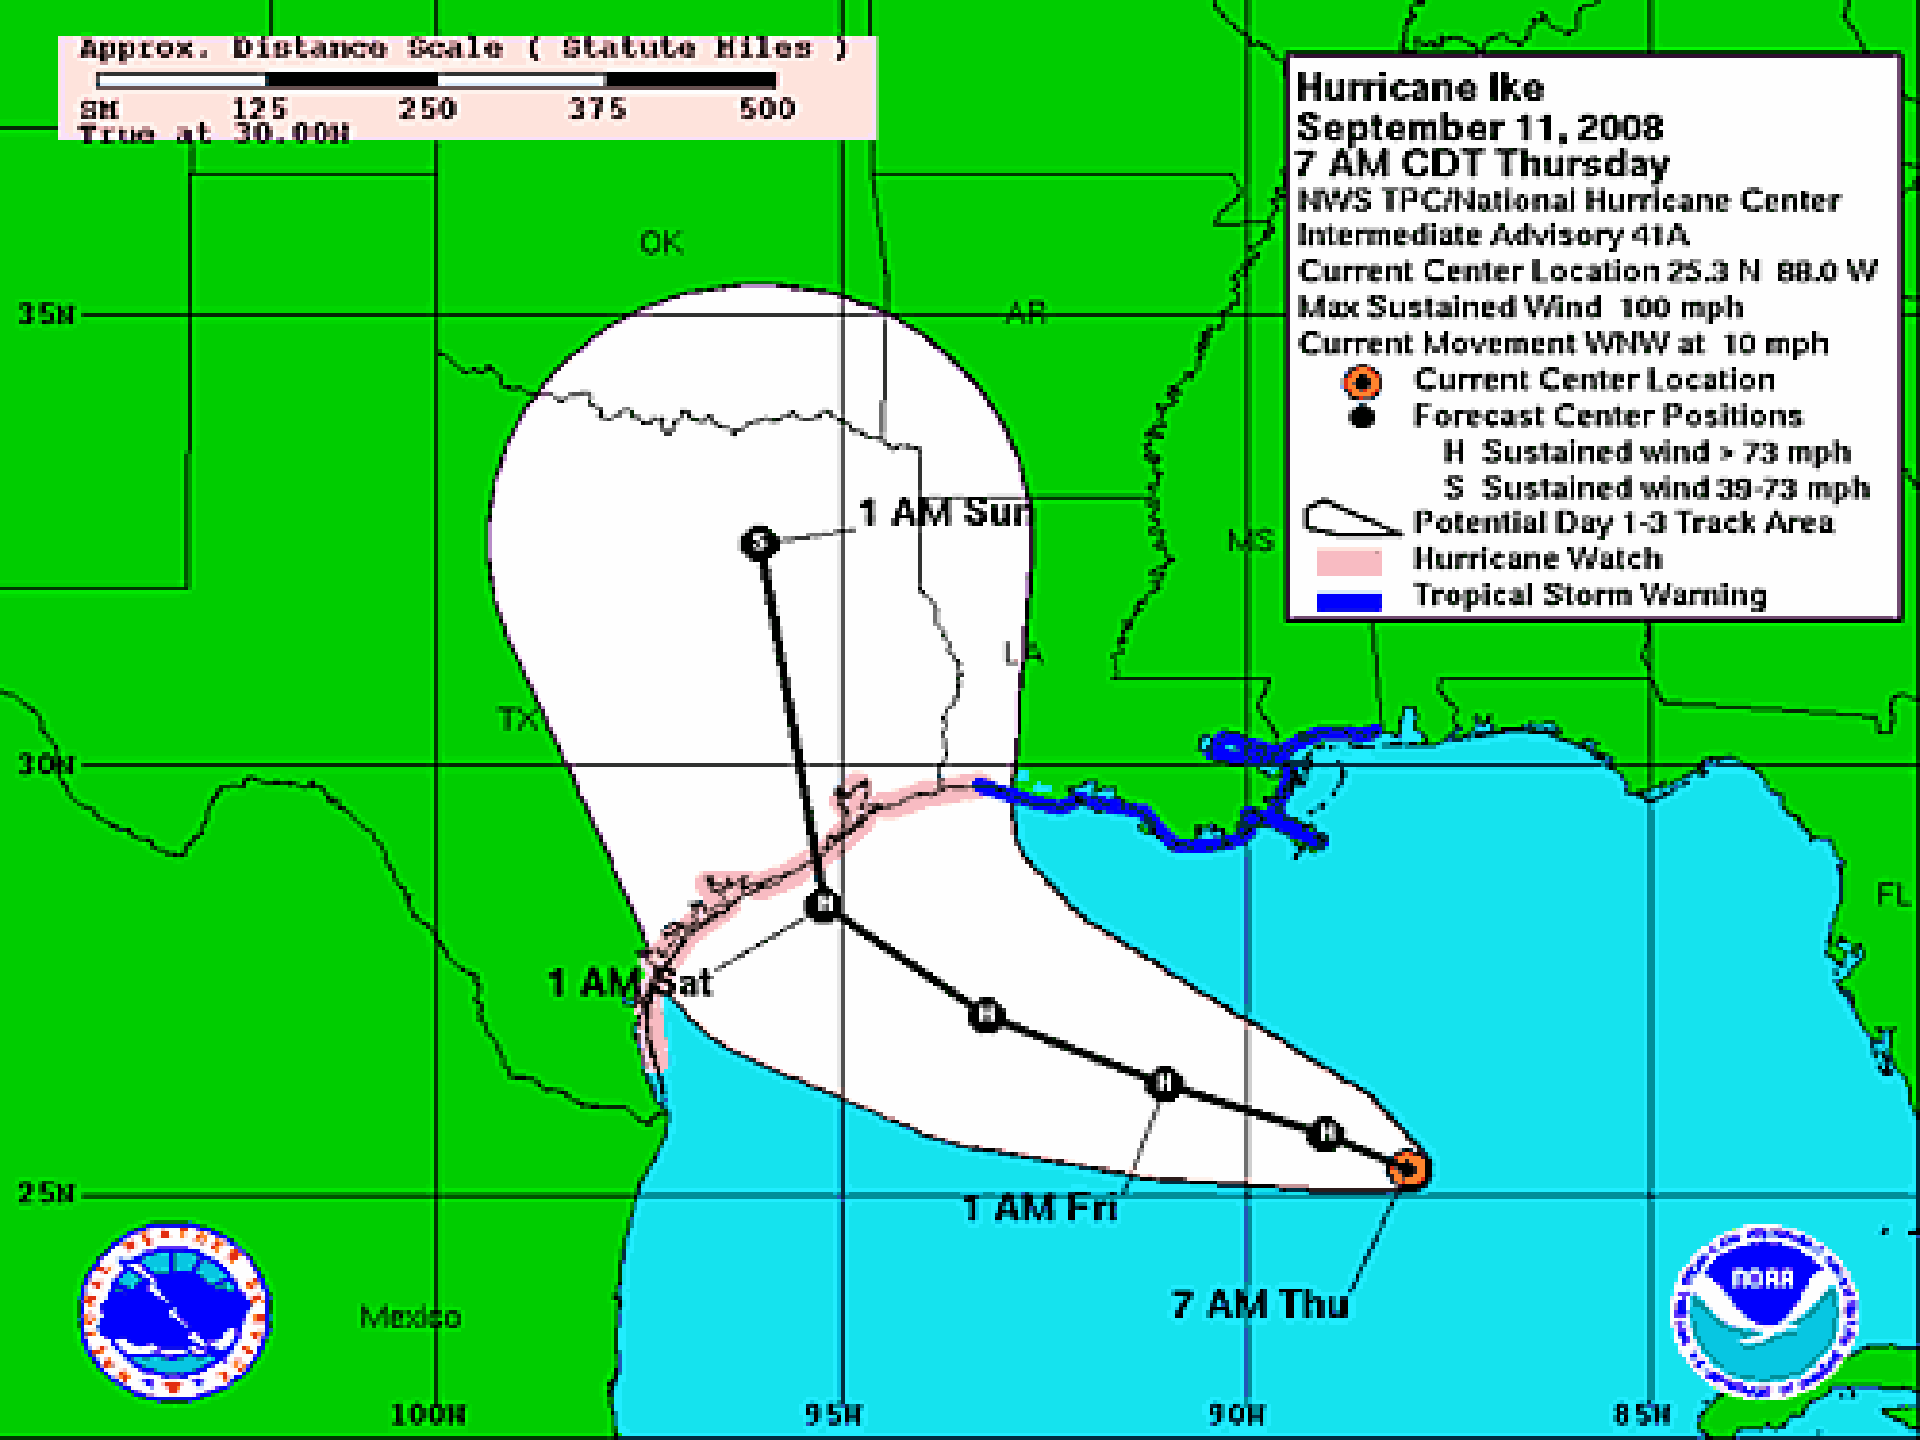 Approx. Distance Scale ( Statute Miles )
SM 125 250 375 500
True at 30.00N
Hurricane Ike
September 11, 2008
7 AM CDT Thursday
NWS TPC/National Hurricane Center
Intermediate Advisory 41A
Current Center Location 25.3 N 88.0 W
Max Sustained Wind 100 mph
Current Movement WNW at 10 mph
Current Center Location
Forecast Center Positions
H Sustained wind > 73 mph
S Sustained wind 39-73 mph
Potential Day 1-3 Track Area
Hurricane Watch
Tropical Storm Warning
OK
35N
AR
1 AM Sun
S
MS
LA
TX
30N
FL
H
1 AM Sat
H
H
H
25N
1 AM Fri
7 AM Thu
NATIONAL WEATHER SERVICE
NOAA
Mexico
100W 95W 90W 85W